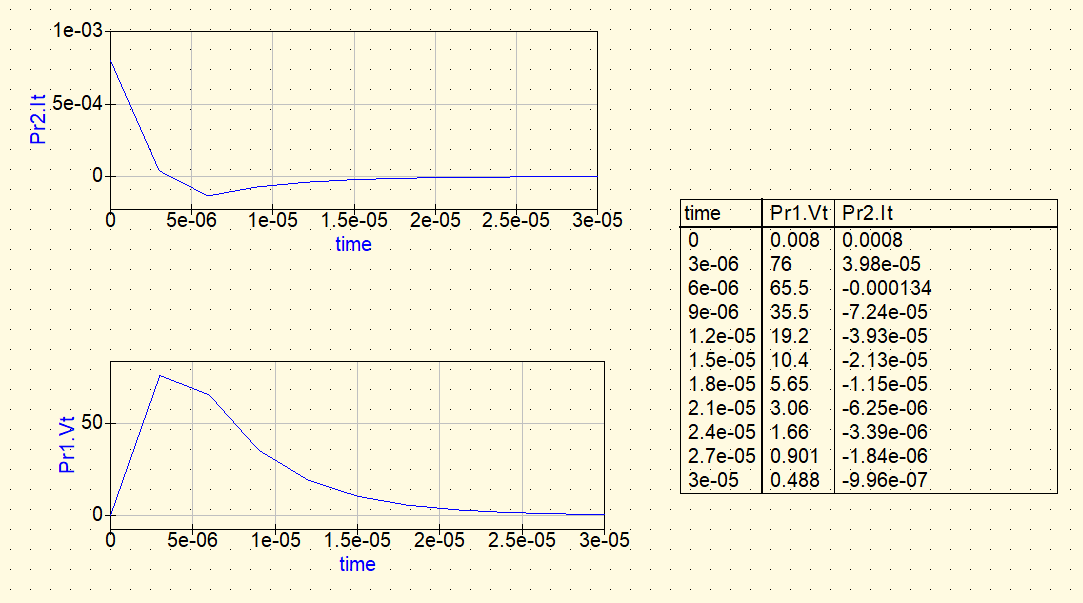 1e-03
5e-04
0
Pr2.It
0 5e-06 1e-05 1.5e-05 2e-05 2.5e-05 3e-05
time
50
0
Pr1.Vt
0 5e-06 1e-05 1.5e-05 2e-05 2.5e-05 3e-05
time
time Pr1.Vt Pr2.It
0 0.008 0.0008
3e-06 76 3.98e-05
6e-06 65.5 -0.000134
9e-06 35.5 -7.24e-05
1.2e-05 19.2 -3.93e-05
1.5e-05 10.4 -2.13e-05
1.8e-05 5.65 -1.15e-05
2.1e-05 3.06 -6.25e-06
2.4e-05 1.66 -3.39e-06
2.7e-05 0.901 -1.84e-06
3e-05 0.488 -9.96e-07